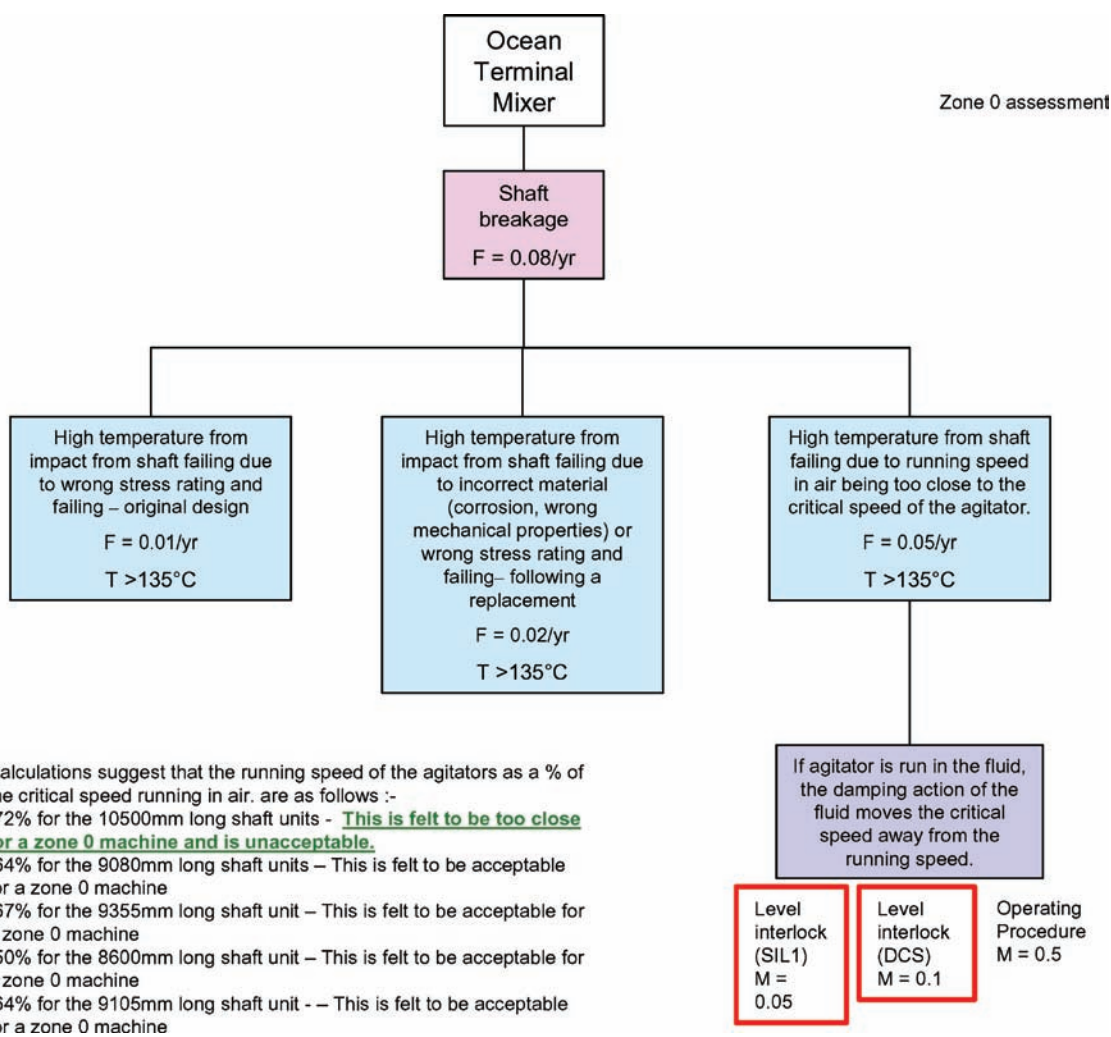 Ocean
Terminal
Mixer
Zone 0 assessment
Shaft
breakage
F = 0.08/yr
High temperature from
impact from shaft failing due
to wrong stress rating and
failing – original design
F = 0.01/yr
T >135°C
High temperature from
impact from shaft failing due
to incorrect material
(corrosion, wrong
mechanical properties) or
wrong stress rating and
failing– following a
replacement
F = 0.02/yr
T >135°C
High temperature from shaft
failing due to running speed
in air being too close to the
critical speed of the agitator.
F = 0.05/yr
T >135°C
alculations suggest that the running speed of the agitators as a % of
he critical speed running in air. are as follows :-
72% for the 10500mm long shaft units - This is felt to be too close
or a zone 0 machine and is unacceptable.
64% for the 9080mm long shaft units – This is felt to be acceptable
or a zone 0 machine
67% for the 9355mm long shaft unit – This is felt to be acceptable for
zone 0 machine
50% for the 8600mm long shaft unit – This is felt to be acceptable for
zone 0 machine
64% for the 9105mm long shaft unit - – This is felt to be acceptable
or a zone 0 machine
If agitator is run in the fluid,
the damping action of the
fluid moves the critical
speed away from the
running speed.
Level
interlock
(SIL1)
M =
0.05
Level
interlock
(DCS)
M = 0.1
Operating
Procedure
M = 0.5